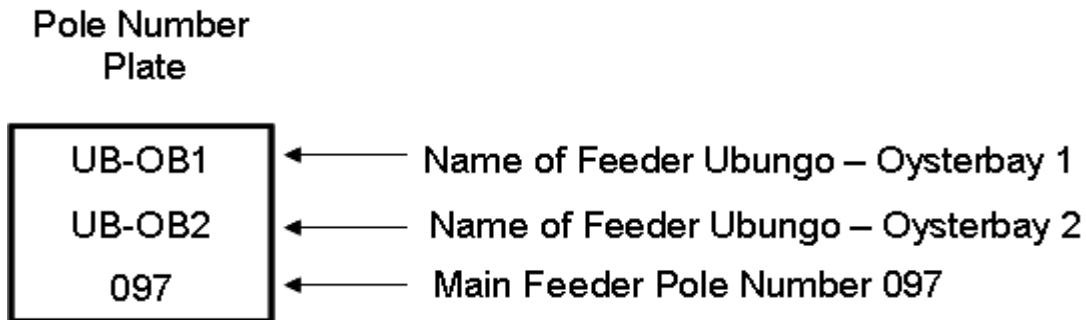 Pole Number
Plate
UB-OB1 Name of Feeder Ubungo – Oysterbay 1
UB-OB2 Name of Feeder Ubungo – Oysterbay 2
097 Main Feeder Pole Number 097